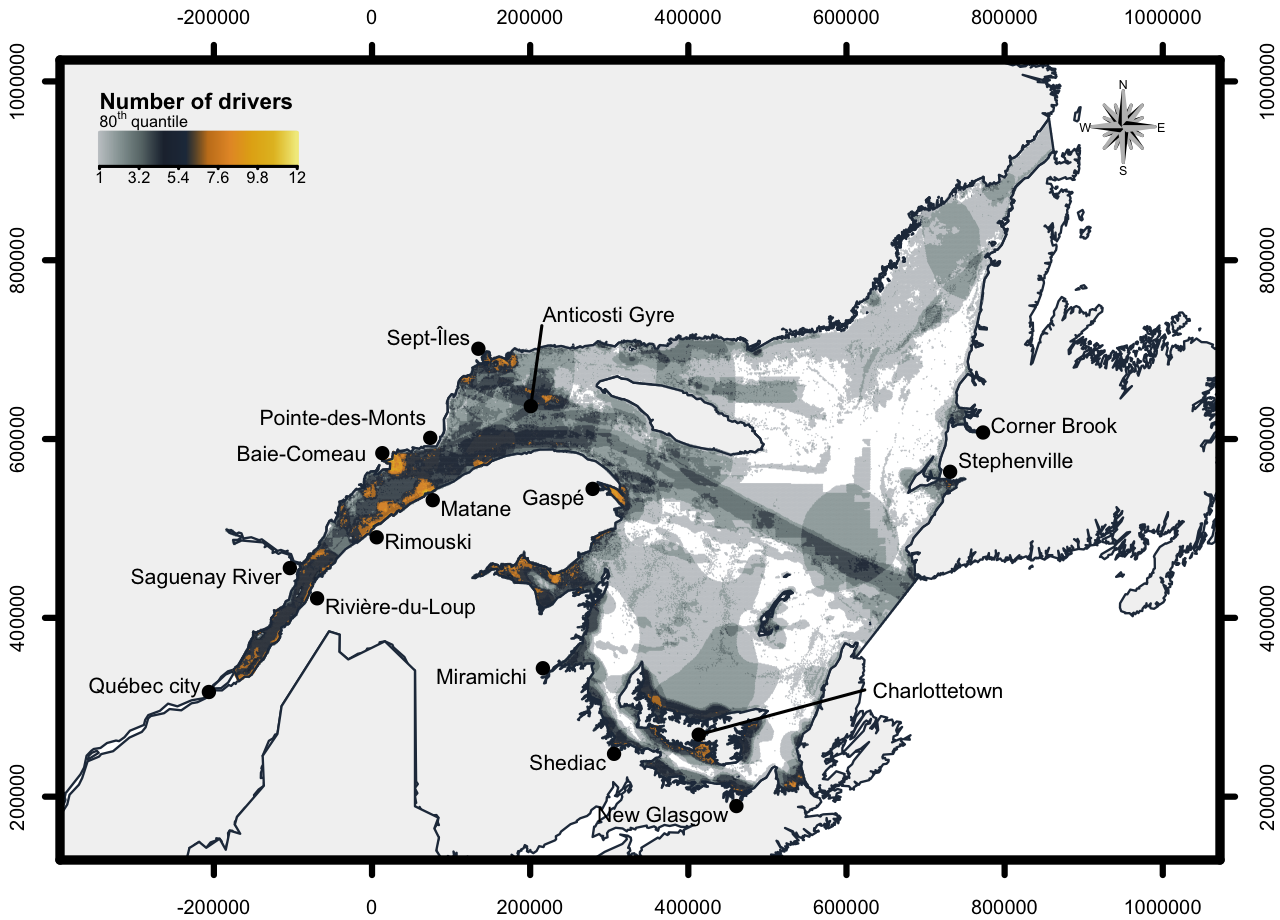 -200000 0 200000 400000 600000 800000 1000000
1000000
800000
600000
400000
200000
Number of drivers
80th quantile
1 3.2 5.4 7.6 9.8 12
N
W E
S
Anticosti Gyre
Sept-Îles
Pointe-des-Monts
Baie-Comeau
Corner Brook
Stephenville
Gaspé
Matane
Rimouski
Saguenay River
Rivière-du-Loup
Miramichi
Québec city
Charlottetown
Shediac
New Glasgow
1000000
800000
600000
400000
200000
-200000 0 200000 400000 600000 800000 1000000